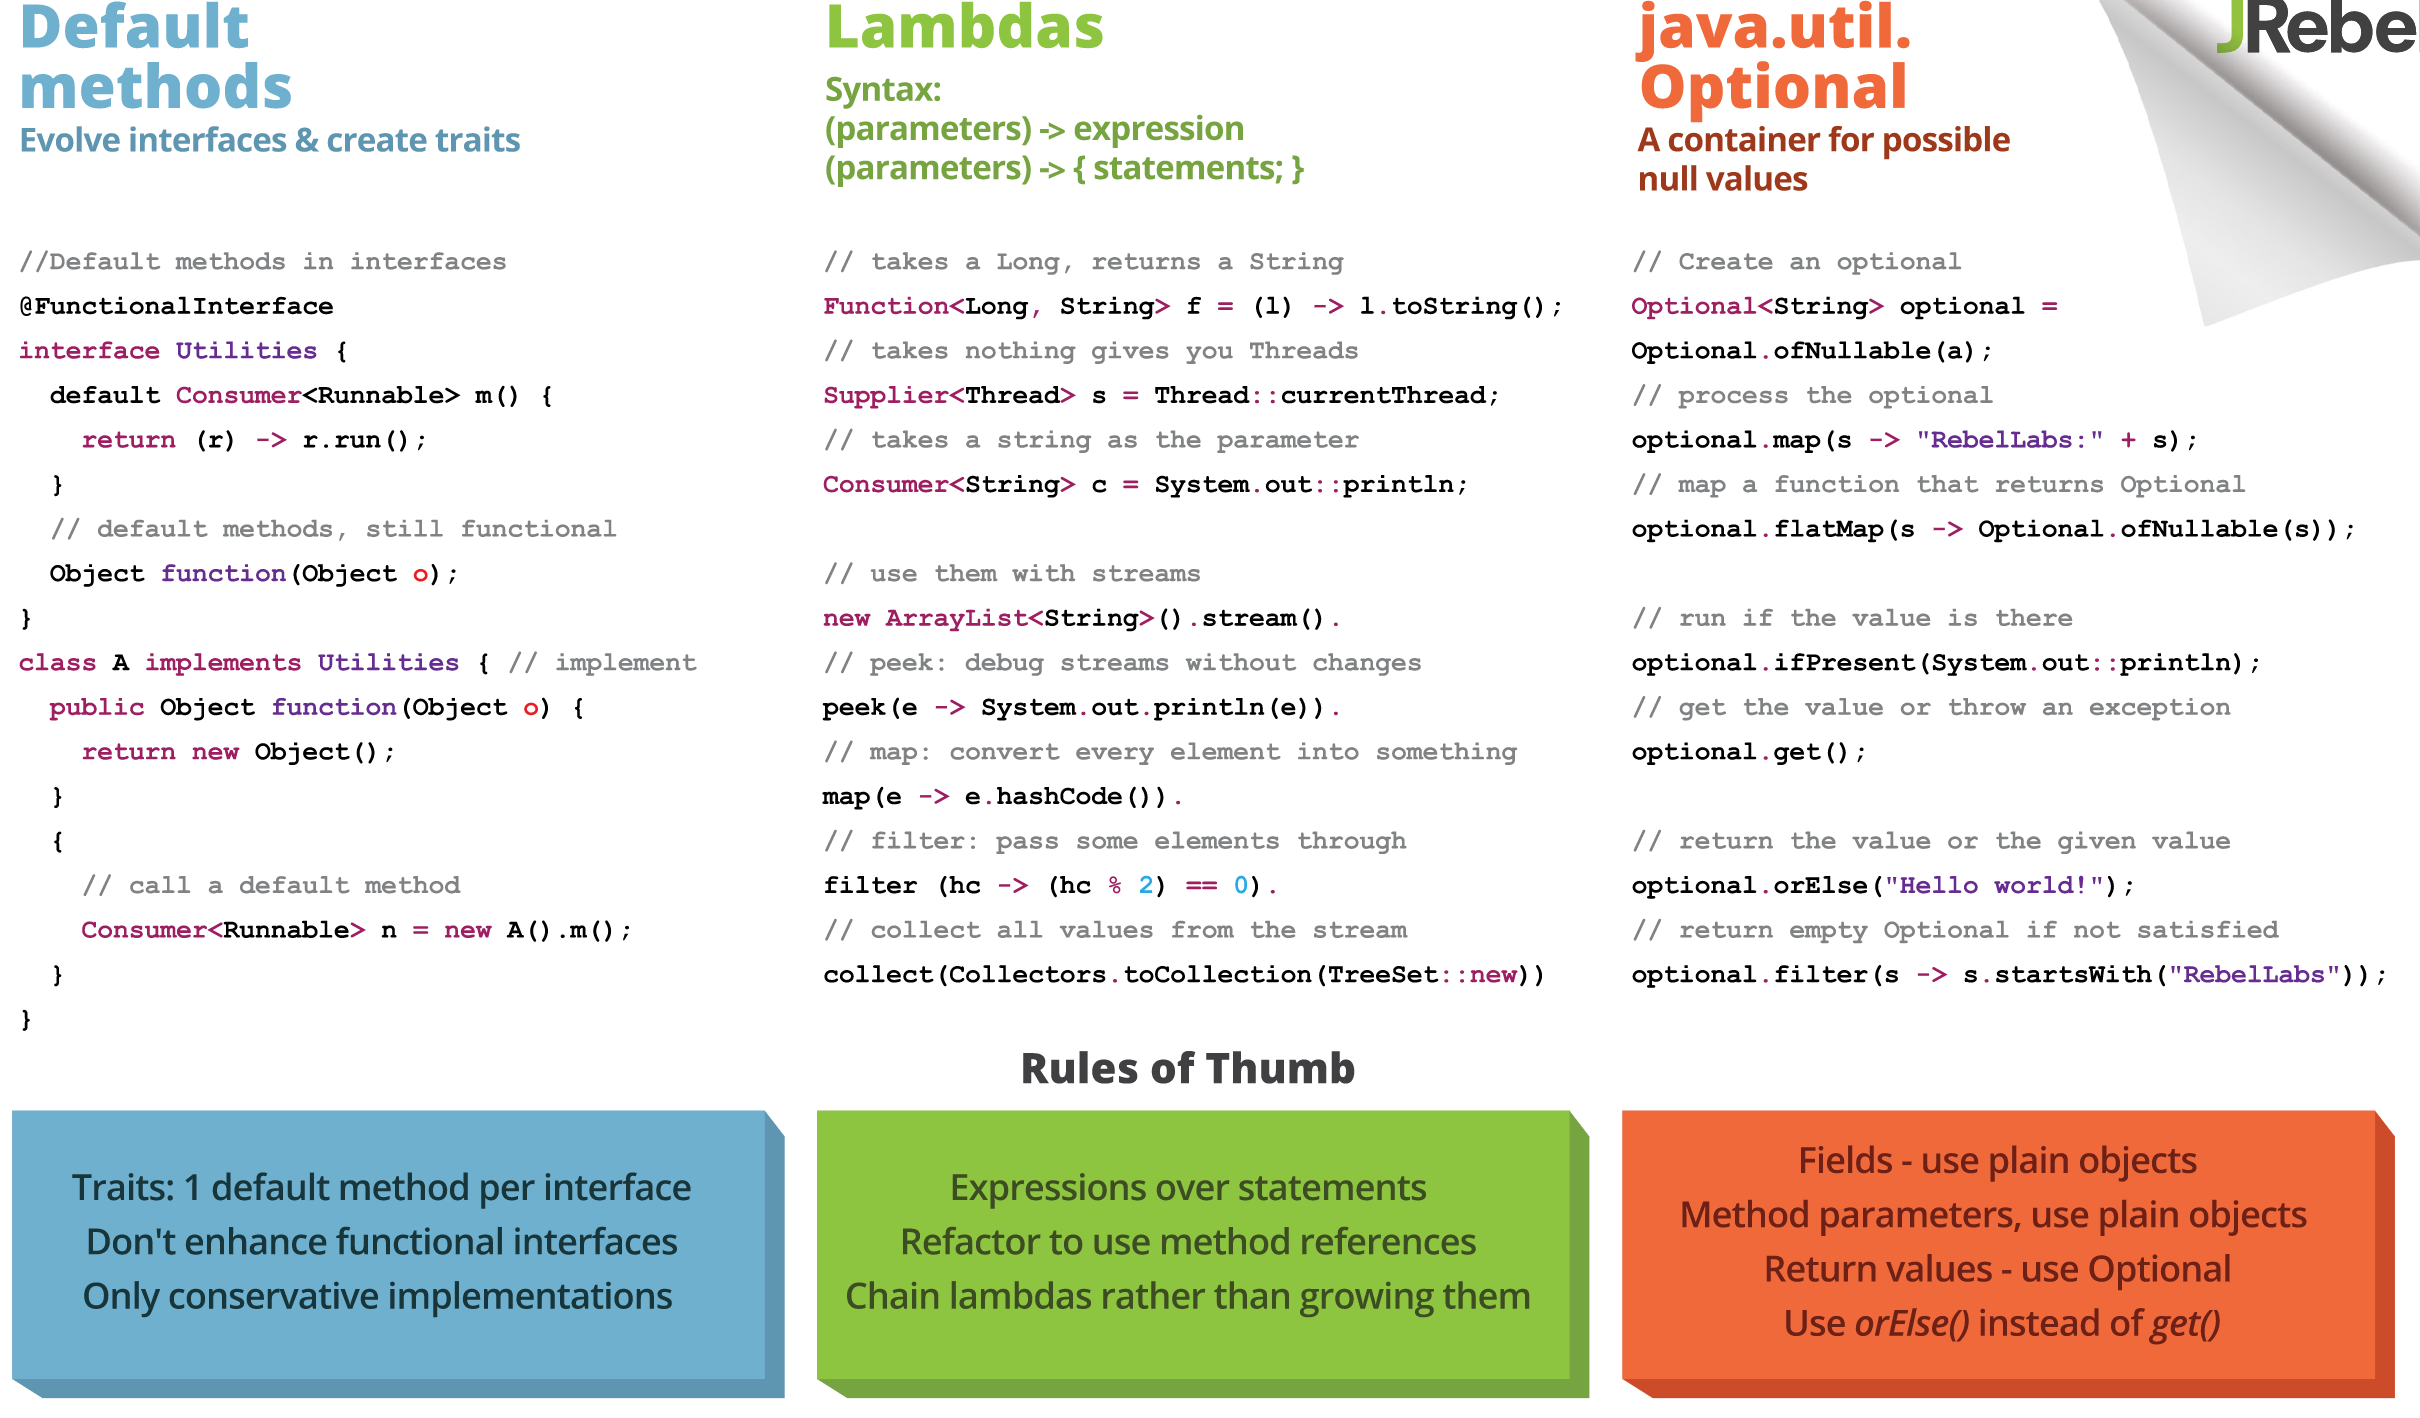 Default
methods
Evolve interfaces & create traits
//Default methods in interfaces
@FunctionalInterface
interface Utilities {
  default Consumer<Runnable> m() {
    return (r) -> r.run();
  }
  // default methods, still functional
  Object function(Object o);
}
class A implements Utilities { // implement
  public Object function(Object o) {
    return new Object();
  }
  {
    // call a default method
    Consumer<Runnable> n = new A().m();
  }
}
Lambdas
Syntax:
(parameters) -> expression
(parameters) -> { statements; }
// takes a Long, returns a String
Function<Long, String> f = (l) -> l.toString();
// takes nothing gives you Threads
Supplier<Thread> s = Thread::currentThread;
// takes a string as the parameter
Consumer<String> c = System.out::println;
// use them with streams
new ArrayList<String>().stream().
// peek: debug streams without changes
peek(e -> System.out.println(e)).
// map: convert every element into something
map(e -> e.hashCode()).
// filter: pass some elements through
filter (hc -> (hc % 2) == 0).
// collect all values from the stream
collect(Collectors.toCollection(TreeSet::new))
java.util.
Optional
A container for possible
null values
JRebel
// Create an optional
Optional<String> optional =
Optional.ofNullable(a);
// process the optional
optional.map(s -> "RebelLabs:" + s);
// map a function that returns Optional
optional.flatMap(s -> Optional.ofNullable(s));
// run if the value is there
optional.ifPresent(System.out::println);
// get the value or throw an exception
optional.get();
// return the value or the given value
optional.orElse("Hello world!");
// return empty Optional if not satisfied
optional.filter(s -> s.startsWith("RebelLabs"));
Rules of Thumb
Traits: 1 default method per interface
Don't enhance functional interfaces
Only conservative implementations
Expressions over statements
Refactor to use method references
Chain lambdas rather than growing them
Fields - use plain objects
Method parameters, use plain objects
Return values - use Optional
Use orElse() instead of get()